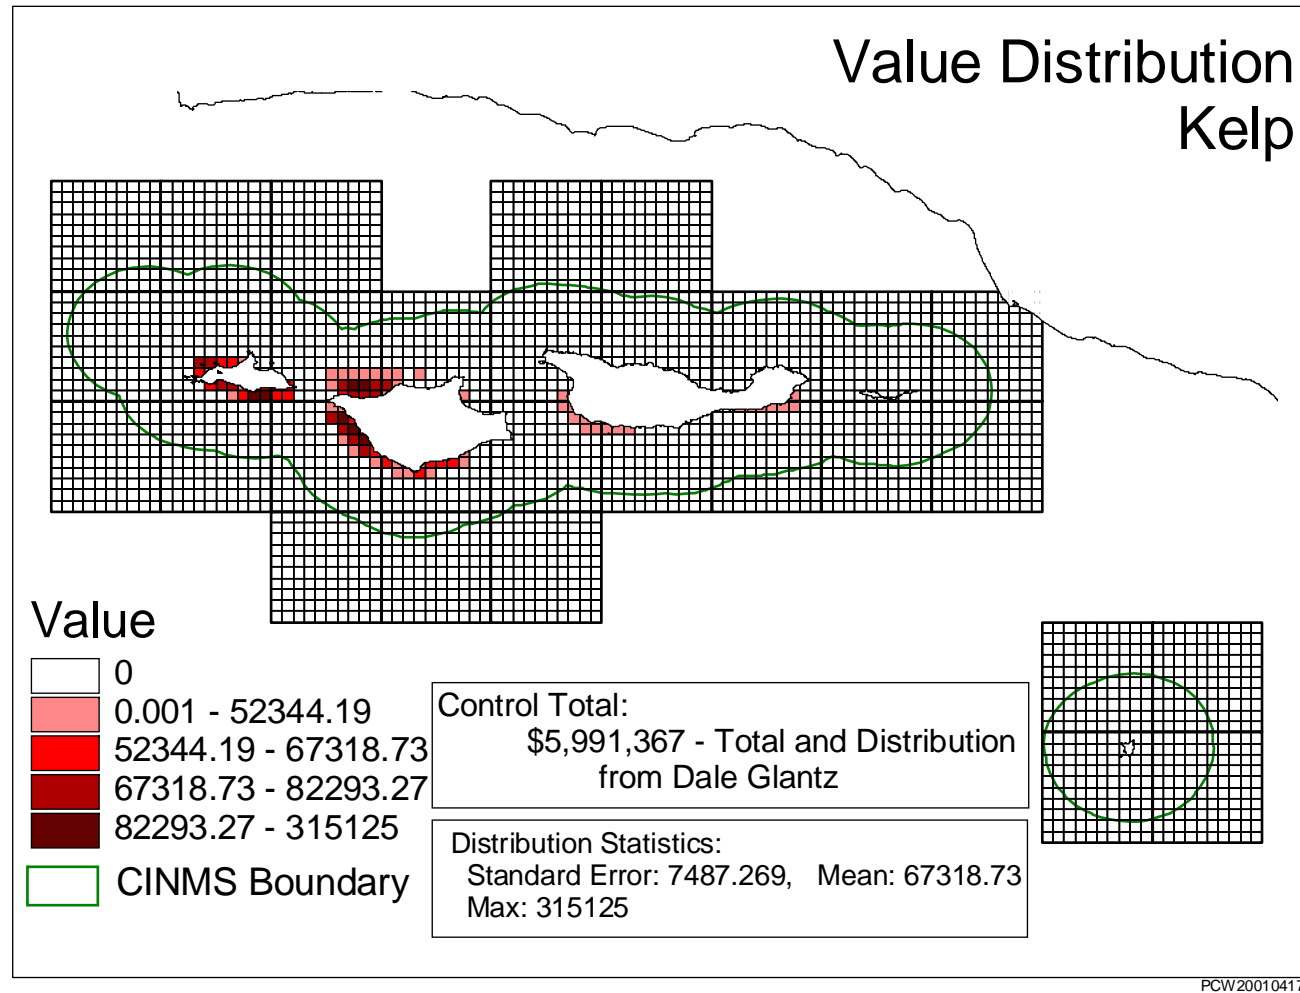 Value Distribution
Kelp
Value
0
0.001 - 52344.19
52344.19 - 67318.73
67318.73 - 82293.27
82293.27 - 315125
CINMS Boundary
Control Total:
$5,991,367 - Total and Distribution
from Dale Glantz
Distribution Statistics:
Standard Error: 7487.269, Mean: 67318.73
Max: 315125
PCW20010417